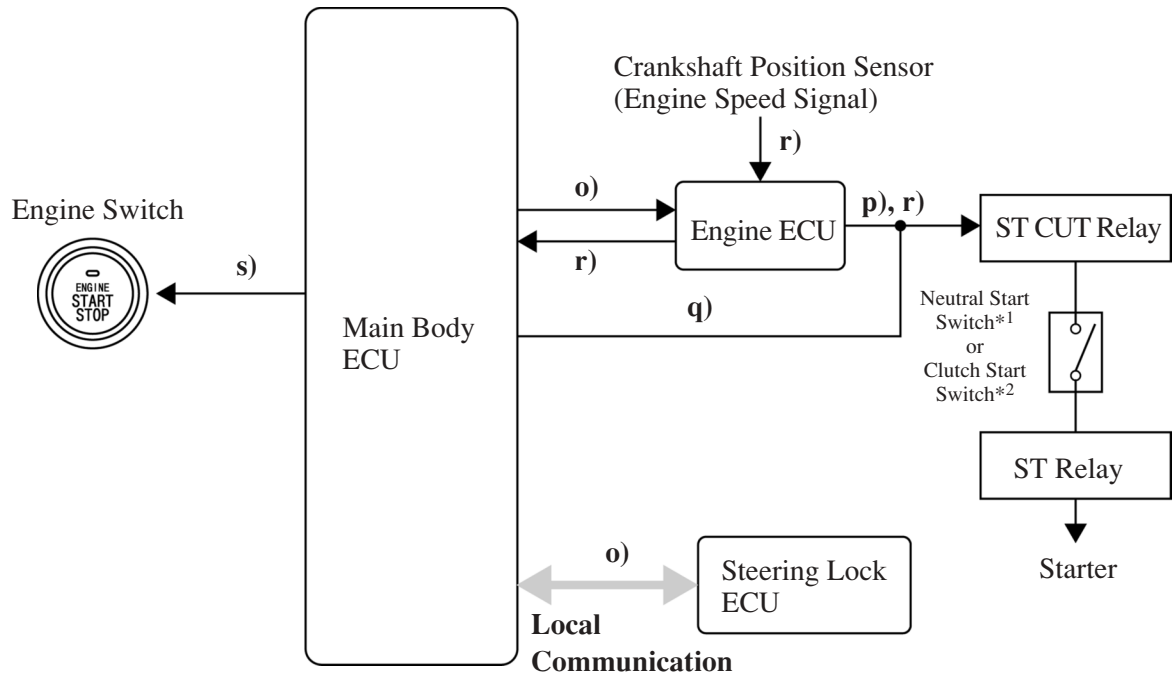 Crankshaft Position Sensor
(Engine Speed Signal)
r)
o)
Engine Switch
p), r)
Engine ECU
ST CUT Relay
r)
s)
ENGINE
START
STOP
q)
Neutral Start
Switch*1
or
Clutch Start
Switch*2
Main Body
ECU
ST Relay
o)
Steering Lock
ECU
Starter
Local
Communication